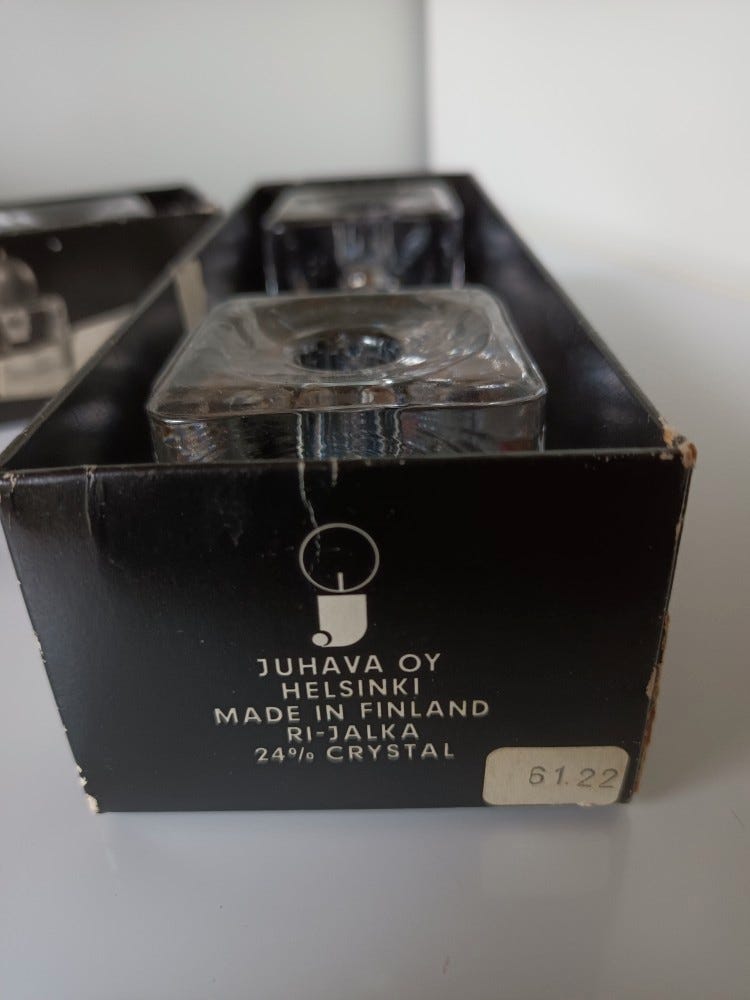 JUHAVA OY
HELSINKI
MADE IN FINLAND
RI-JALKA
24% CRYSTAL
61.22